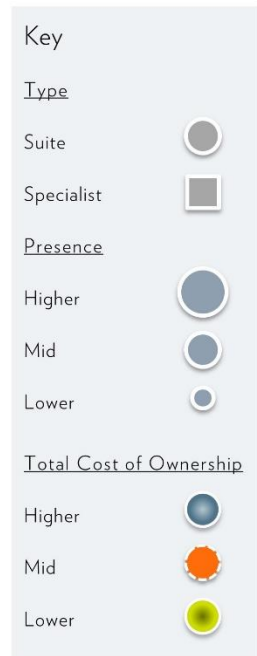 Key
Type
Suite
Specialist
Presence
Higher
Mid
Lower
Total Cost of Ownership
Higher
Mid
Lower